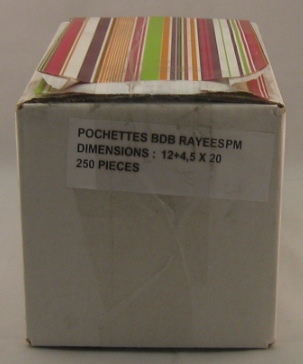 POCHETTES BDB RAYEESPM
DIMENSIONS : 12+4,5 X 20
250 PIECES